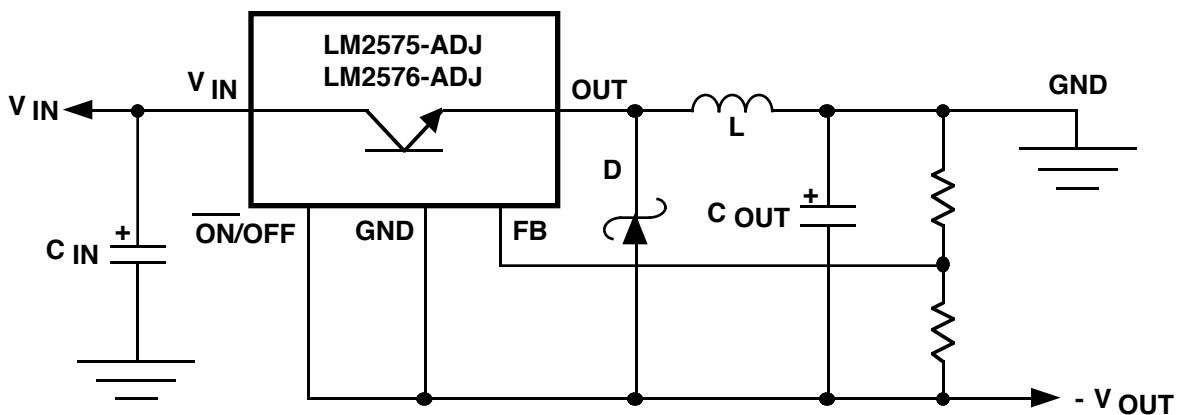 LM2575-ADJ
LM2576-ADJ
V IN
V IN
OUT
GND
L
D
+
C OUT
ON/OFF
GND
FB
+
C IN
- V OUT